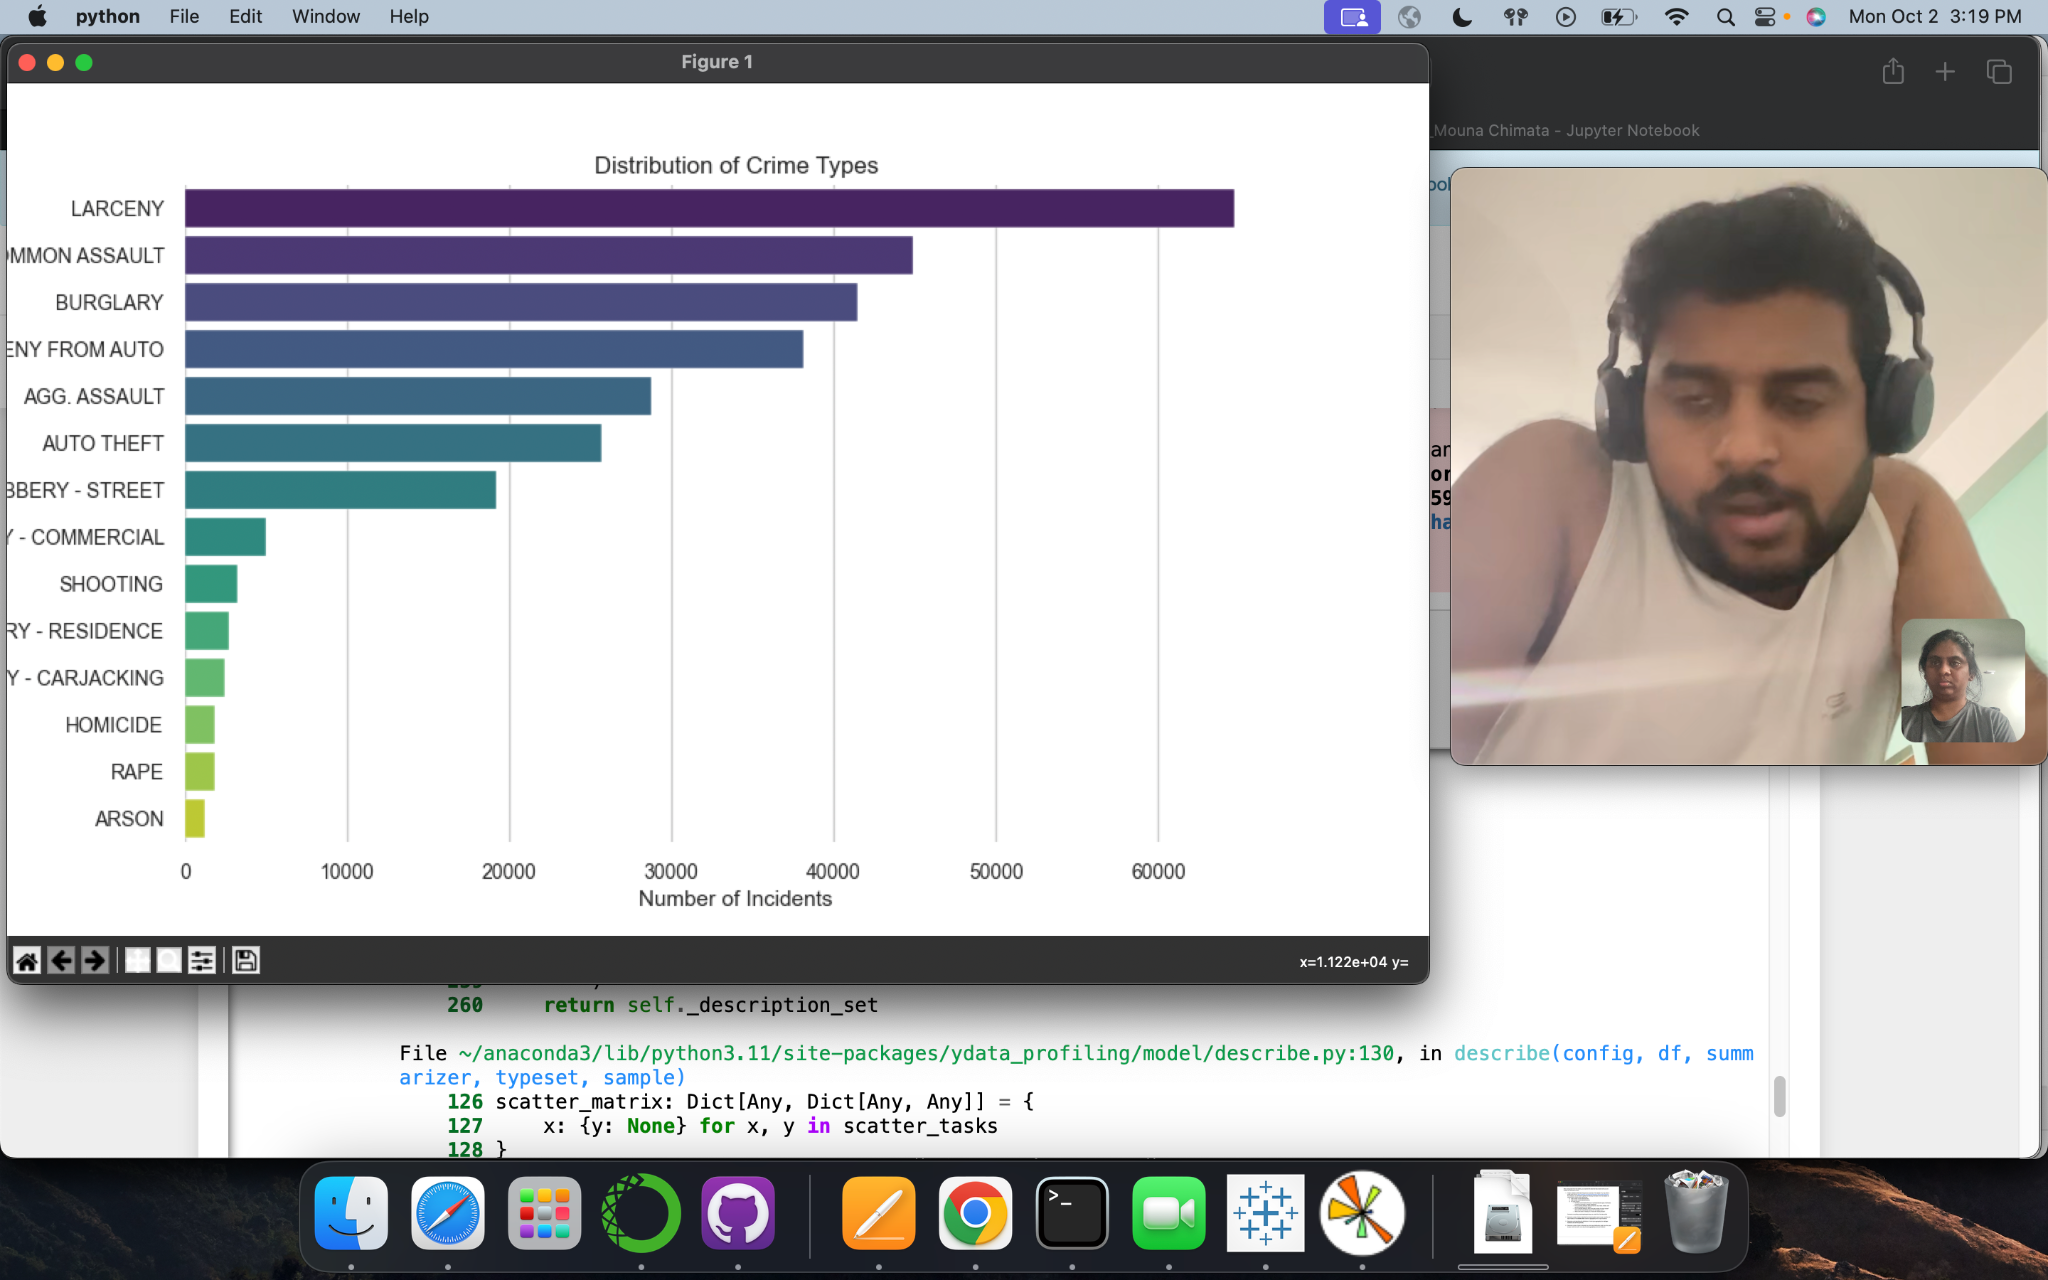 python File Edit Window Help Mon Oct 2 3:19 PM
Figure 1
_Mouna Chimata - Jupyter Notebook
Distribution of Crime Types
LARCENY
OMMON ASSAULT
BURGLARY
ENY FROM AUTO
AGG. ASSAULT
AUTO THEFT
BBERY - STREET
Y - COMMERCIAL
SHOOTING
RY - RESIDENCE
Y - CARJACKING
HOMICIDE
RAPE
ARSON
0 10000 20000 30000 40000 50000 60000
Number of Incidents
x=1.122e+04 y=
260 return self._description_set
File ~/anaconda3/lib/python3.11/site-packages/ydata_profiling/model/describe.py:130, in describe(config, df, summ
arizer, typeset, sample)
126 scatter_matrix: Dict[Any, Dict[Any, Any]] = {
127 x: {y: None} for x, y in scatter_tasks
128 }